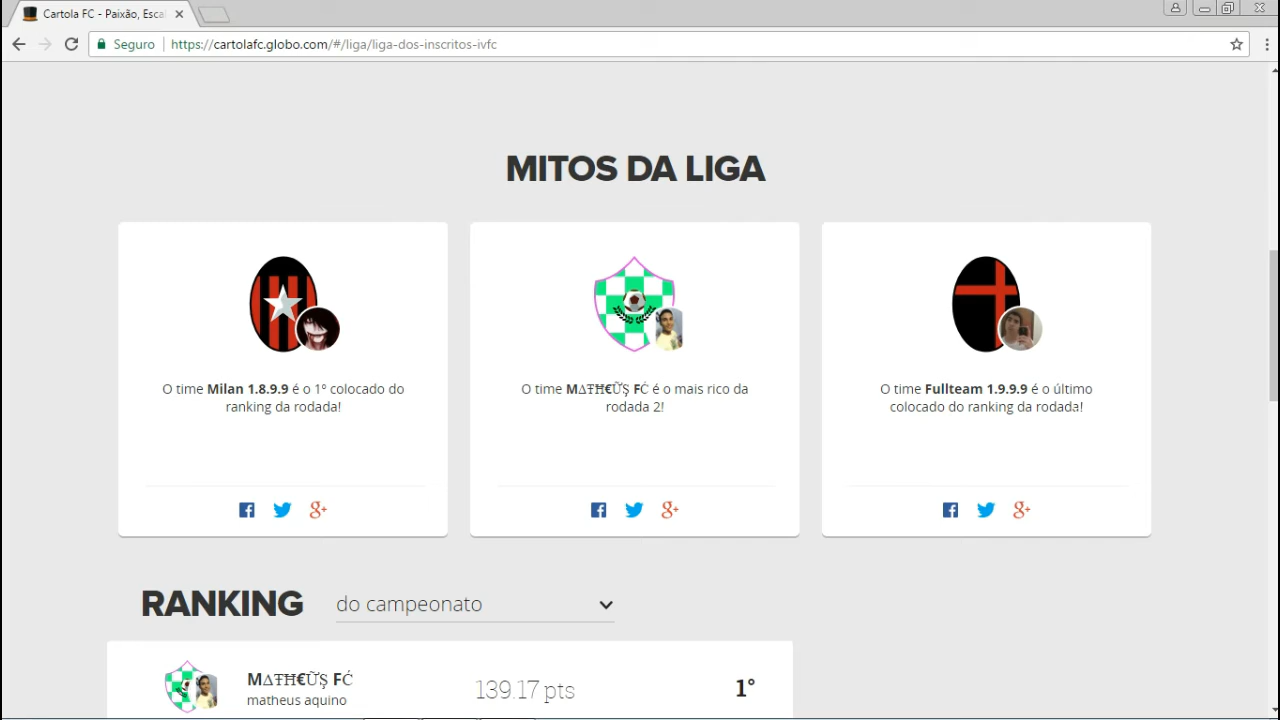 Cartola FC - Paixão, Esca
Seguro
https://cartolafc.globo.com/#/liga/liga-dos-inscritos-ivfc
MITOS DA LIGA
O time Milan 1.8.9.9 é o 1º colocado do
ranking da rodada!
O time MΔŦĦ€ŨŞ FĆ é o mais rico da
rodada 2!
O time Fullteam 1.9.9.9 é o último
colocado do ranking da rodada!
RANKING
do campeonato
MΔŦĦ€ŨŞ FĆ
matheus aquino
139.17 pts
1°